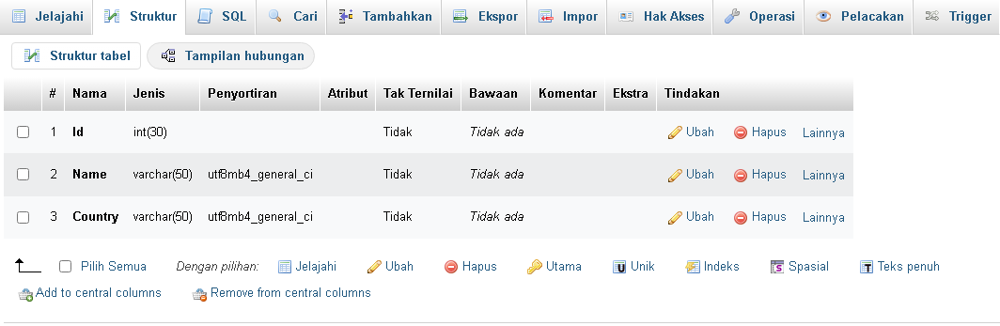 Jelajahi Struktur SQL Cari Tambahkan Ekspor Impor Hak Akses Operasi Pelacakan Trigger
Struktur tabel Tampilan hubungan
# Nama Jenis Penyortiran Atribut Tak Ternilai Bawaan Komentar Ekstra Tindakan
1 Id int(30) Tidak Tidak ada Ubah Hapus Lainnya
2 Name varchar(50) utf8mb4_general_ci Tidak Tidak ada Ubah Hapus Lainnya
3 Country varchar(50) utf8mb4_general_ci Tidak Tidak ada Ubah Hapus Lainnya
Pilih Semua Dengan pilihan: Jelajahi Ubah Hapus Utama Unik Indeks Spasial Teks penuh
Add to central columns Remove from central columns